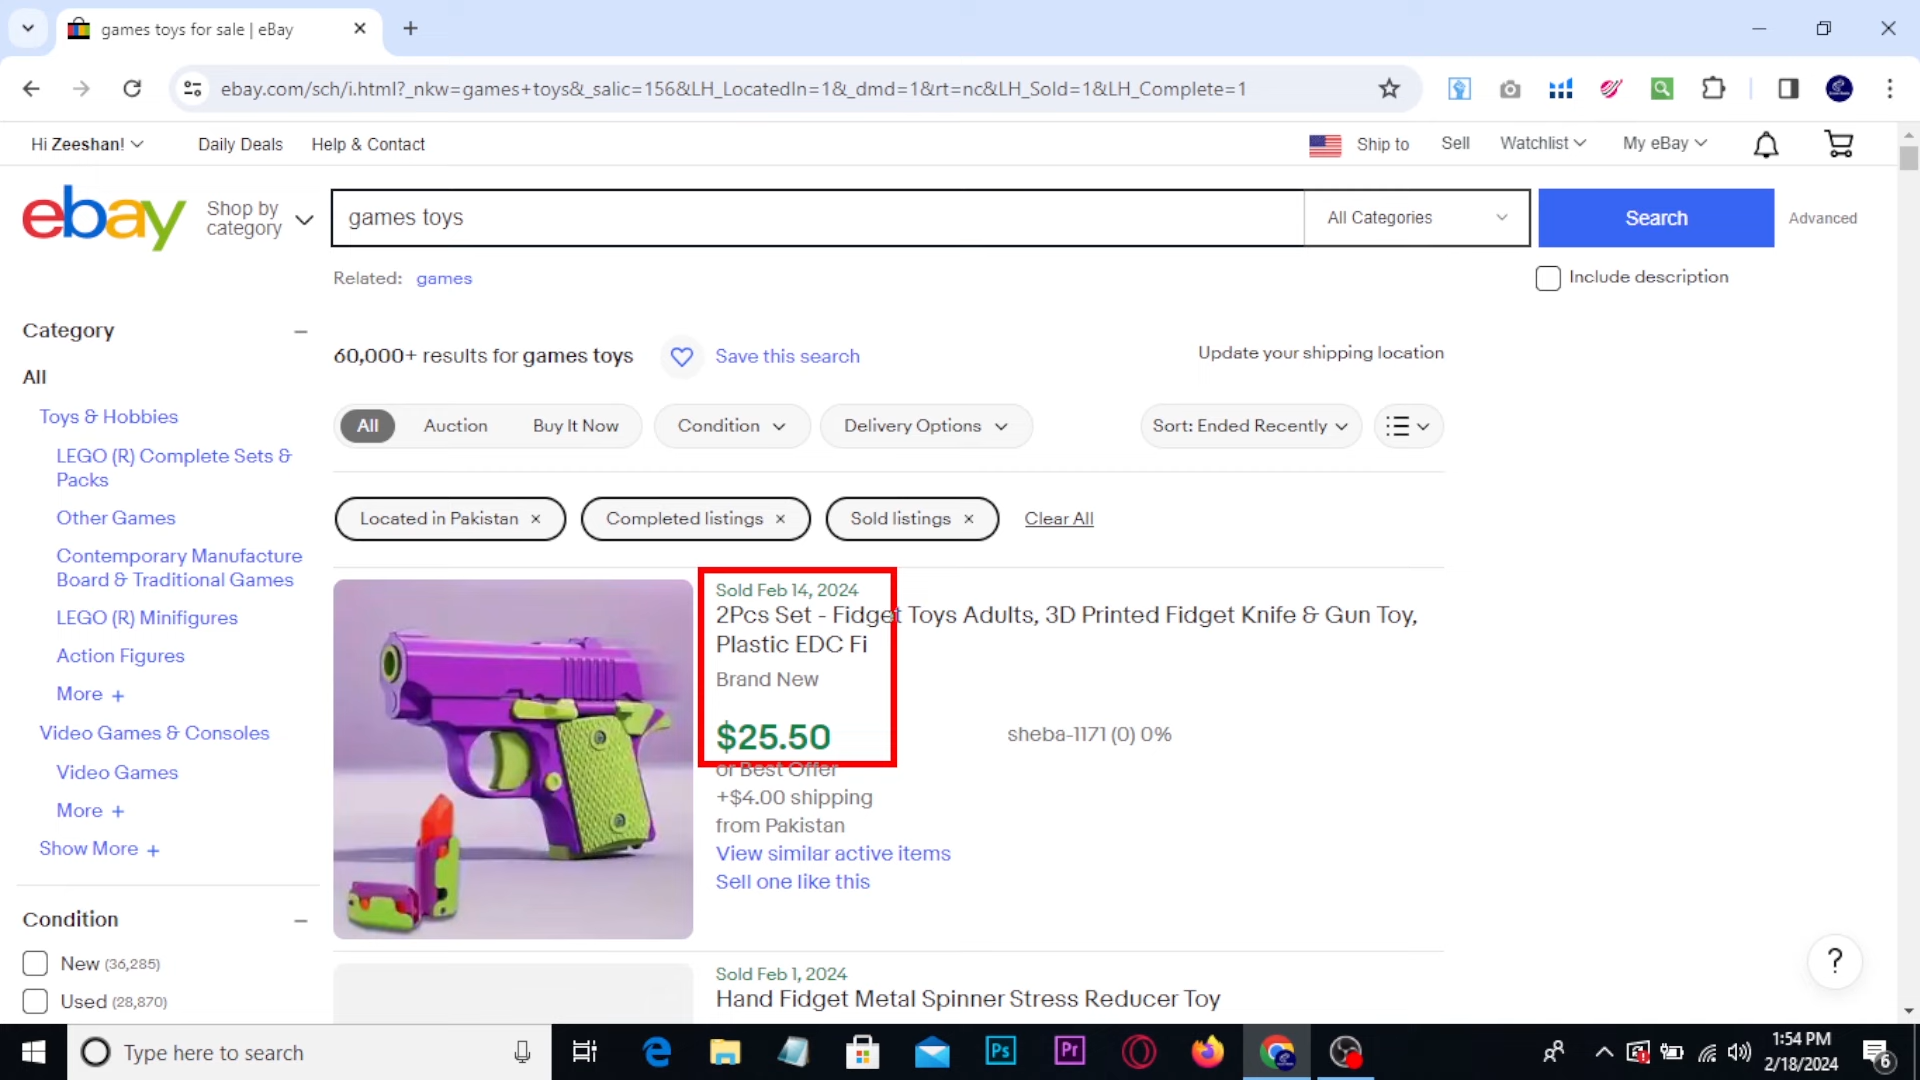 games toys for sale | eBay
ebay.com/sch/i.html?_nkw=games+toys&_salic=156&LH_LocatedIn=1&_dmd=1&rt=nc&LH_Sold=1&LH_Complete=1
Hi Zeeshan!
Daily Deals
Help & Contact
Ship to
Sell
Watchlist
My eBay
ebay
Shop by
category
games toys
All Categories
Search
Advanced
Related: games
Include description
Category
All
Toys & Hobbies
LEGO (R) Complete Sets &
Packs
Other Games
Contemporary Manufacture
Board & Traditional Games
LEGO (R) Minifigures
Action Figures
More +
Video Games & Consoles
Video Games
More +
Show More +
Condition
New (36,285)
Used (28,870)
60,000+ results for games toys
Save this search
Update your shipping location
All
Auction
Buy It Now
Condition
Delivery Options
Sort: Ended Recently
Located in Pakistan ×
Completed listings ×
Sold listings ×
Clear All
Sold Feb 14, 2024
2Pcs Set - Fidget Toys Adults, 3D Printed Fidget Knife & Gun Toy,
Plastic EDC Fi
Brand New
$25.50
sheba-1171 (0) 0%
or Best Offer
+$4.00 shipping
from Pakistan
View similar active items
Sell one like this
Sold Feb 1, 2024
Hand Fidget Metal Spinner Stress Reducer Toy
?
Type here to search
Ps
Pr
1:54 PM
2/18/2024
6